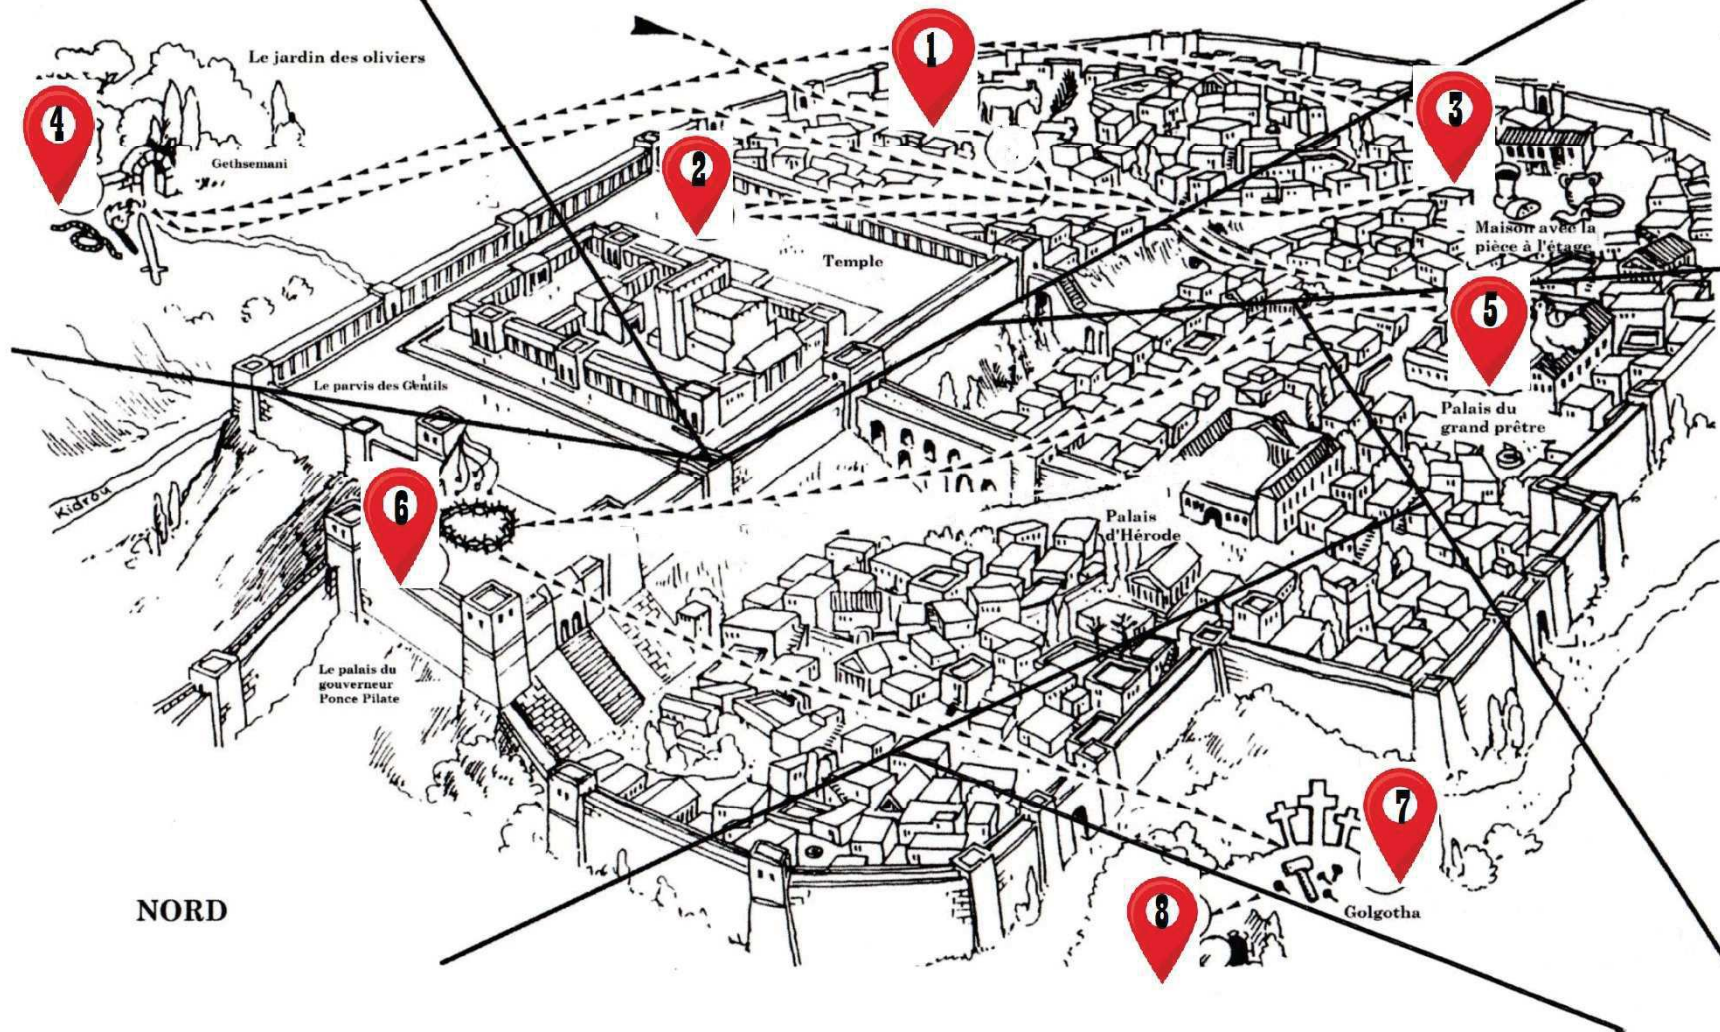 Le jardin des oliviers
1
3
4
Gethsemani
2
Maison avec la
pièce à l'étage
Temple
5
Le parvis des Gentils
Palais du
grand prêtre
Kidron
6
Palais
d'Hérode
Le palais du
gouverneur
Ponce Pilate
7
8
Golgotha
NORD